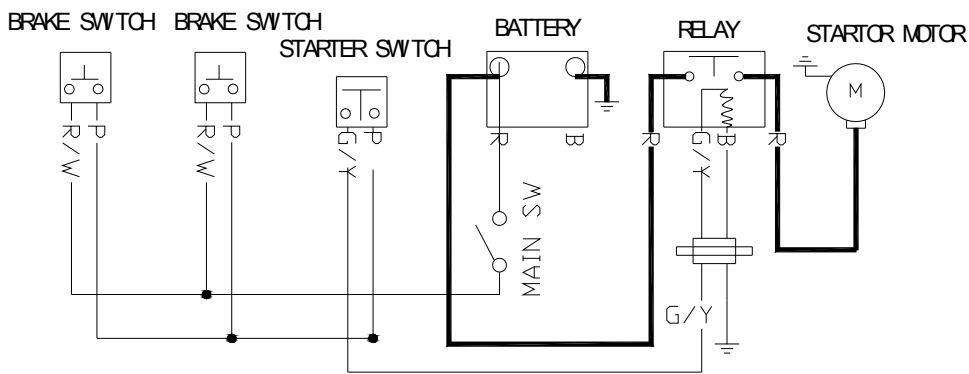 BRAKE SWITCH
BRAKE SWITCH
STARTER SWITCH
BATTERY
RELAY
STARTOR MOTOR
M
R/W
P
R/W
P
G/Y
P
R
B
R
G/Y
B
R
MAIN SW
G/Y